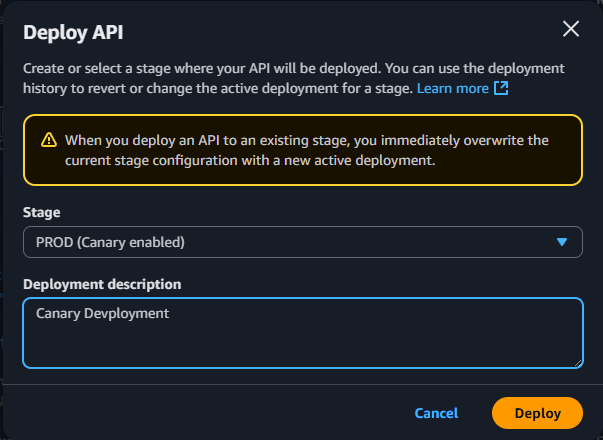 Deploy API
Create or select a stage where your API will be deployed. You can use the deployment
history to revert or change the active deployment for a stage. Learn more
When you deploy an API to an existing stage, you immediately overwrite the
current stage configuration with a new active deployment.
Stage
PROD (Canary enabled)
Deployment description
Canary Devployment
Cancel
Deploy